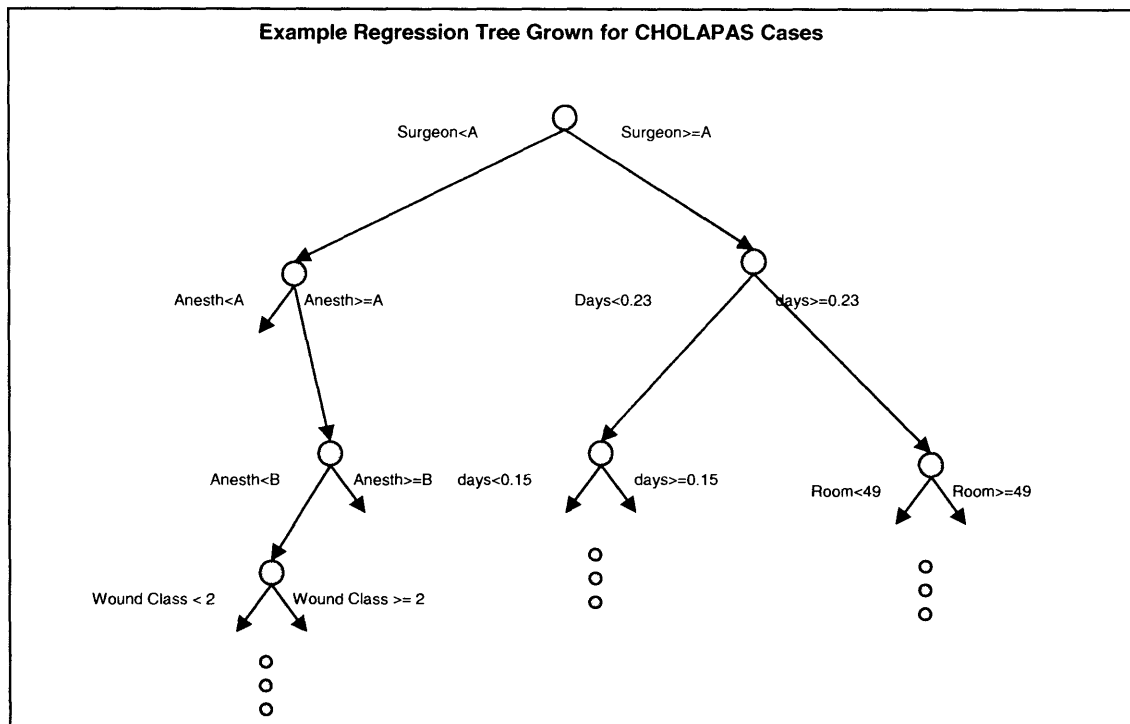 Example Regression Tree Grown for CHOLAPAS Cases
Surgeon<A
Surgeon>=A
Anesth<A
Anesth>=A
Days<0.23
days>=0.23
Anesth<B
Anesth>=B
days<0.15
days>=0.15
Room<49
Room>=49
Wound Class < 2
Wound Class >= 2